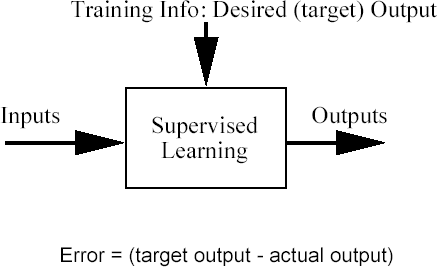 Training Info: Desired (target) Output
Inputs
Supervised
Learning
Outputs
Error = (target output - actual output)